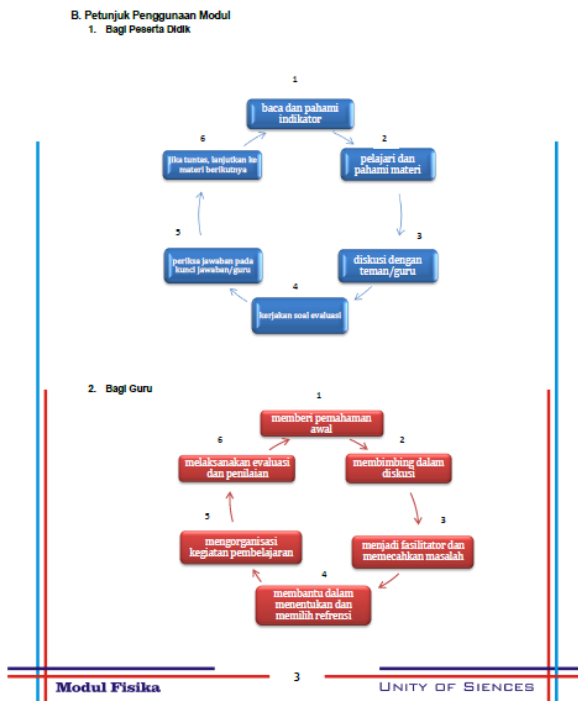 B. Petunjuk Penggunaan Modul
1. Bagi Peserta Didik
1
baca dan pahami
indikator
2
pelajari dan
pahami materi
3
diskusi dengan
teman/guru
4
kerjakan soal evaluasi
5
periksa jawaban pada
kunci jawaban/guru
6
jika tuntas, lanjutkan ke
materi berikutnya
2. Bagi Guru
1
memberi pemahaman
awal
2
membimbing dalam
diskusi
3
menjadi fasilitator dan
memecahkan masalah
4
membantu dalam
menentukan dan
memilih refrensi
5
mengorganisasi
kegiatan pembelajaran
6
melaksanakan evaluasi
dan penilaian
Modul Fisika
3
UNITY OF SIENCES